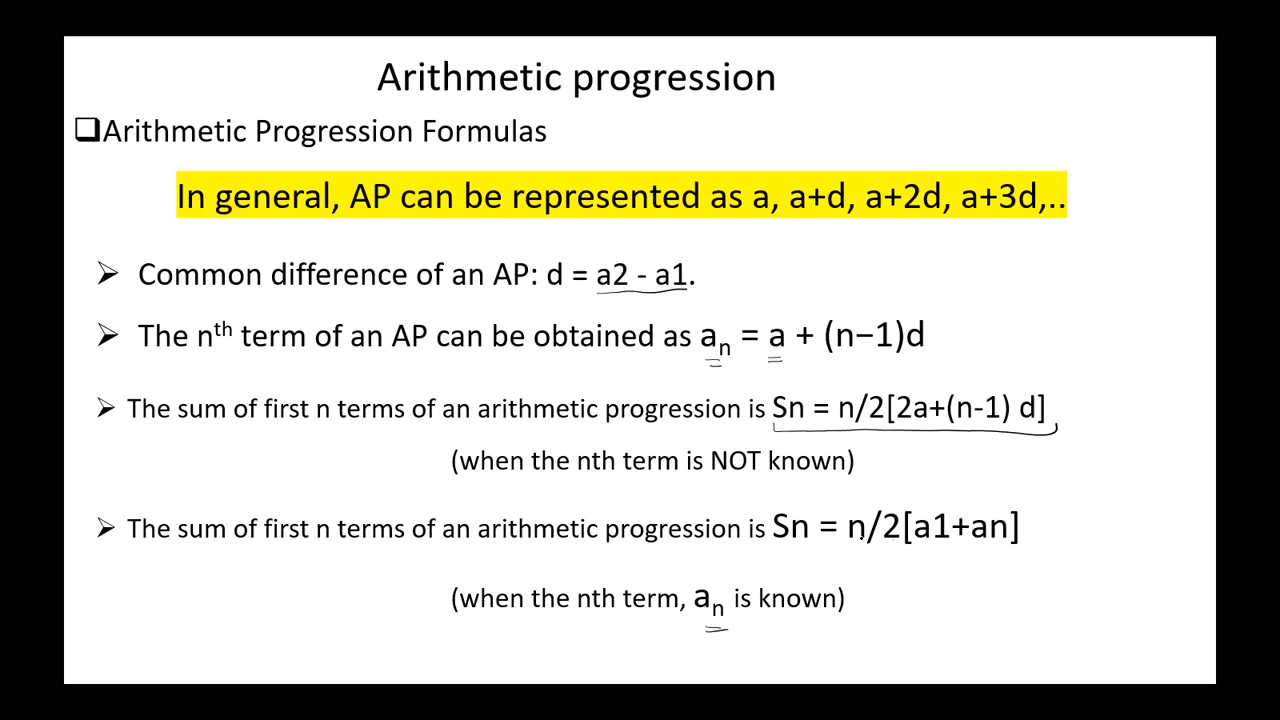 Arithmetic progression
❑Arithmetic Progression Formulas
In general, AP can be represented as a, a+d, a+2d, a+3d,..
➢ Common difference of an AP: d = a2 - a1.
➢ The nᵗʰ term of an AP can be obtained as aₙ = a + (n−1)d
➢ The sum of first n terms of an arithmetic progression is Sn = n/2[2a+(n-1) d]
(when the nth term is NOT known)
➢ The sum of first n terms of an arithmetic progression is Sn = n/2[a1+an]
(when the nth term, aₙ is known)